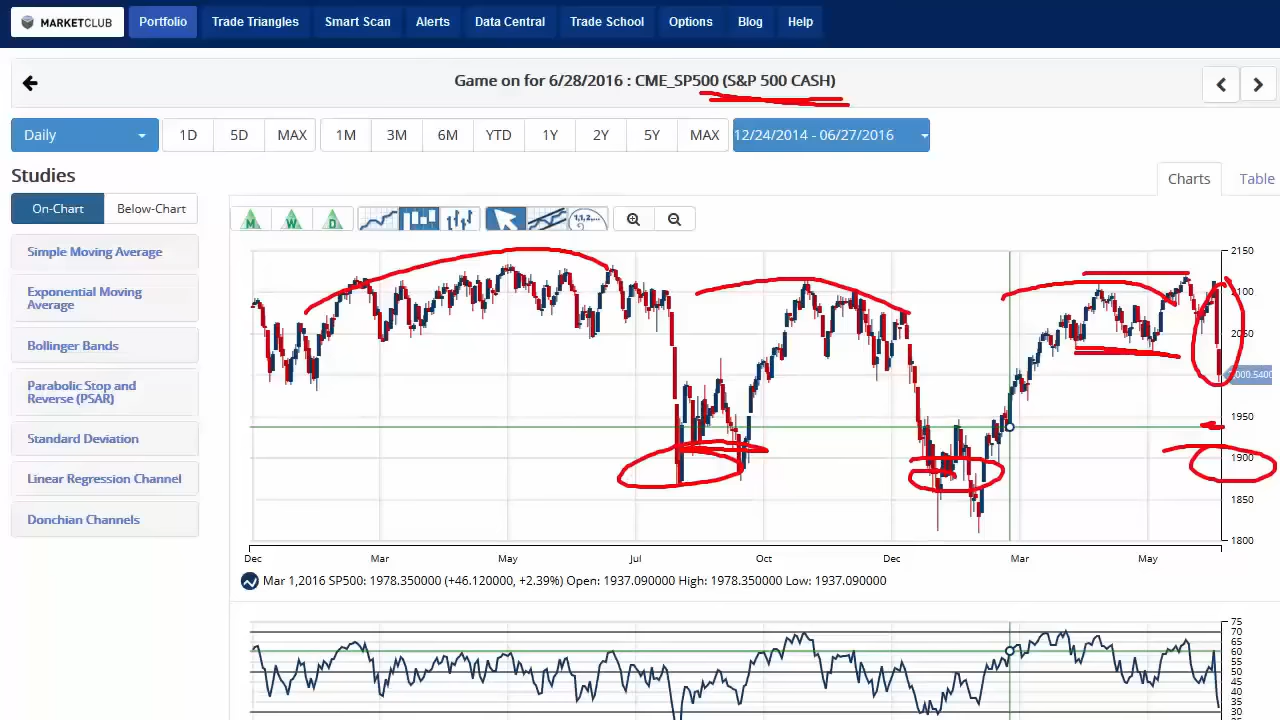 MARKETCLUB Portfolio Trade Triangles Smart Scan Alerts Data Central Trade School Options Blog Help
Game on for 6/28/2016 : CME_SP500 (S&P 500 CASH)
Daily 1D 5D MAX 1M 3M 6M YTD 1Y 2Y 5Y MAX 12/24/2014 - 06/27/2016
Studies
Charts Table
On-Chart Below-Chart
M W D 1,1,2,...
Simple Moving Average
Exponential Moving
Average
Bollinger Bands
Parabolic Stop and
Reverse (PSAR)
Standard Deviation
Linear Regression Channel
Donchian Channels
2150
2100
2050
000.5400
1950
1900
1850
1800
Dec Mar May Jul Oct Dec Mar May
Mar 1,2016 SP500: 1978.350000 (+46.120000, +2.39%) Open: 1937.090000 High: 1978.350000 Low: 1937.090000
75
70
65
60
55
50
45
40
35
30